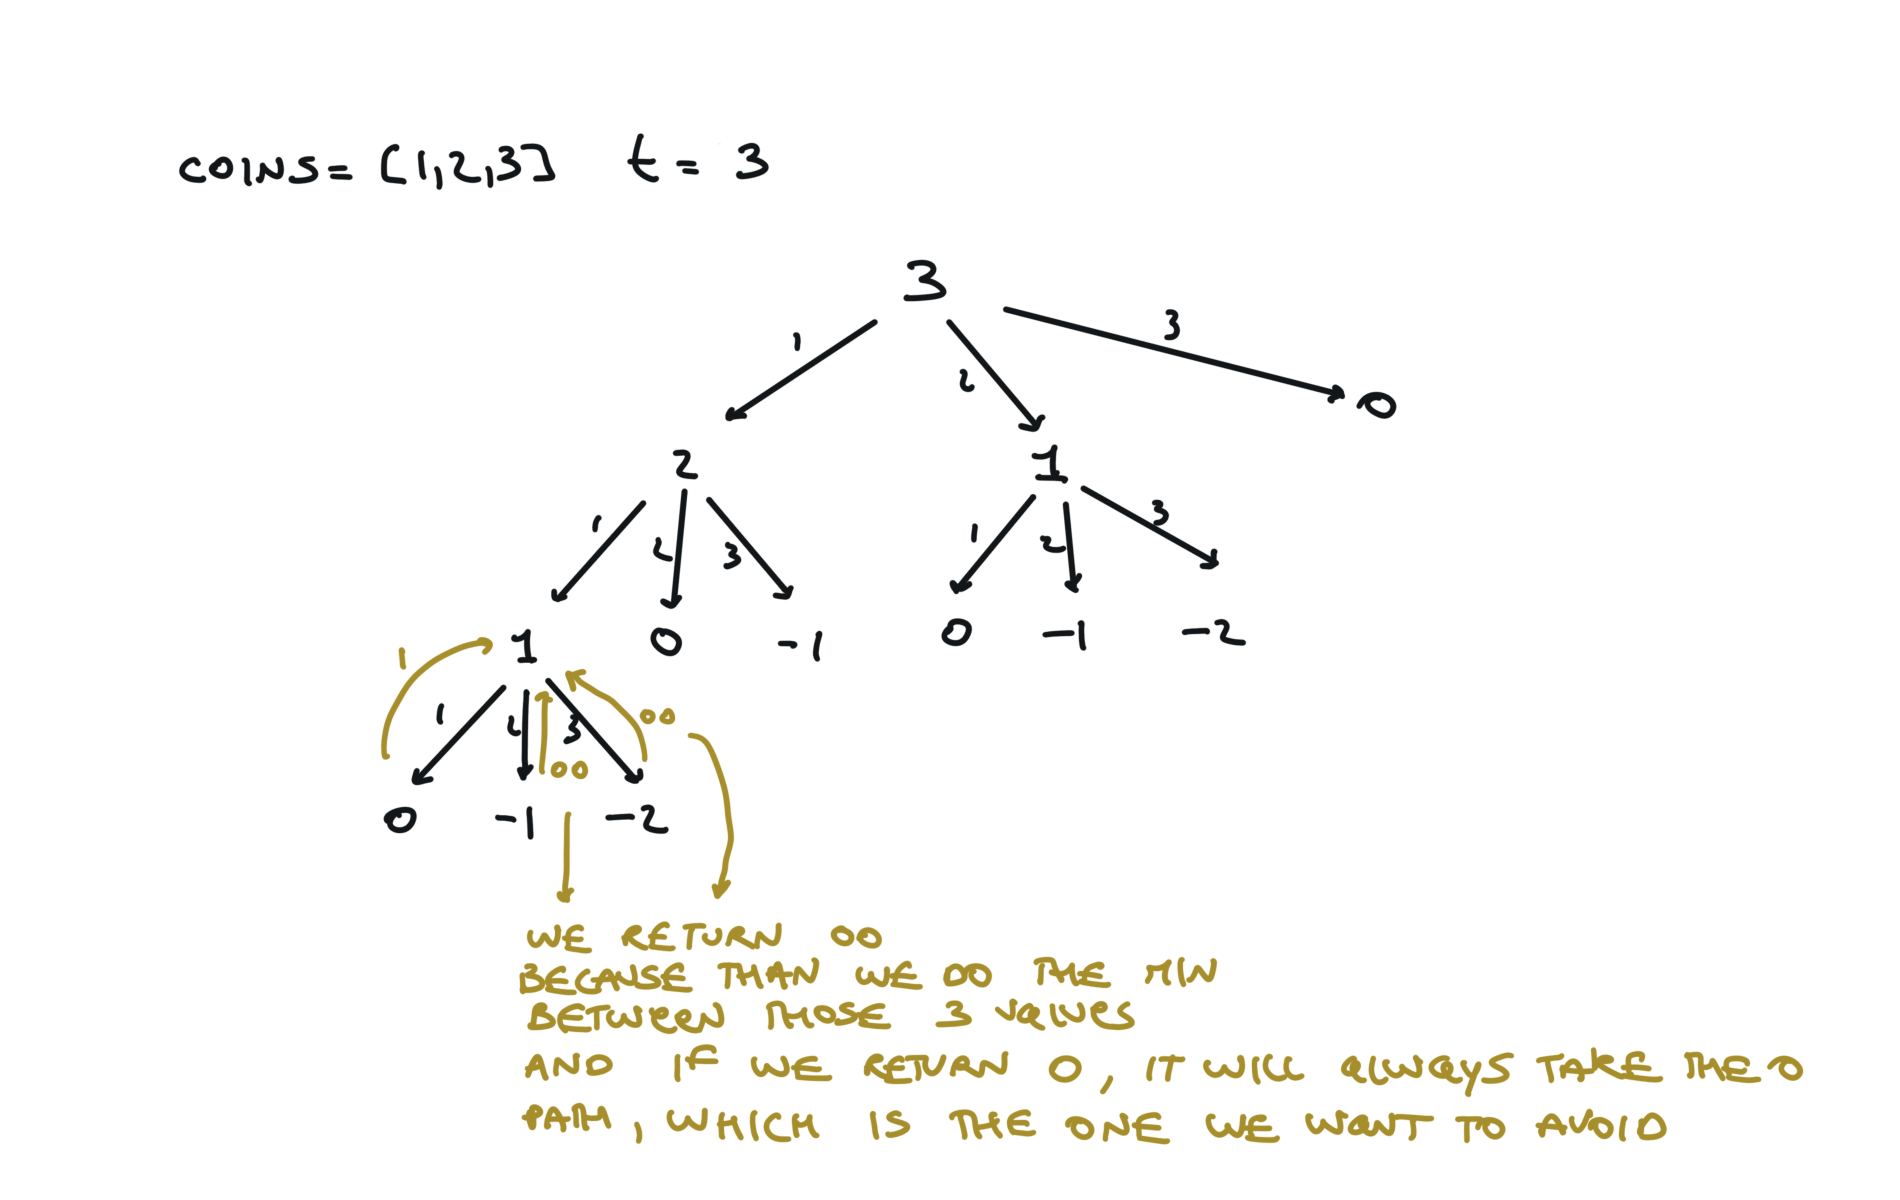 COINS= [1,2,3] t = 3
3
1 2 3
0
2 1
1 2 3 1 2 3
1 0 -1 0 -1 -2
1
1 2 3 ∞
∞
0 -1 -2
WE RETURN ∞
BECAUSE THAN WE DO THE MIN
BETWEEN THOSE 3 VALUES
AND IF WE RETURN 0, IT WILL ALWAYS TAKE THE 0
PATH, WHICH IS THE ONE WE WANT TO AVOID